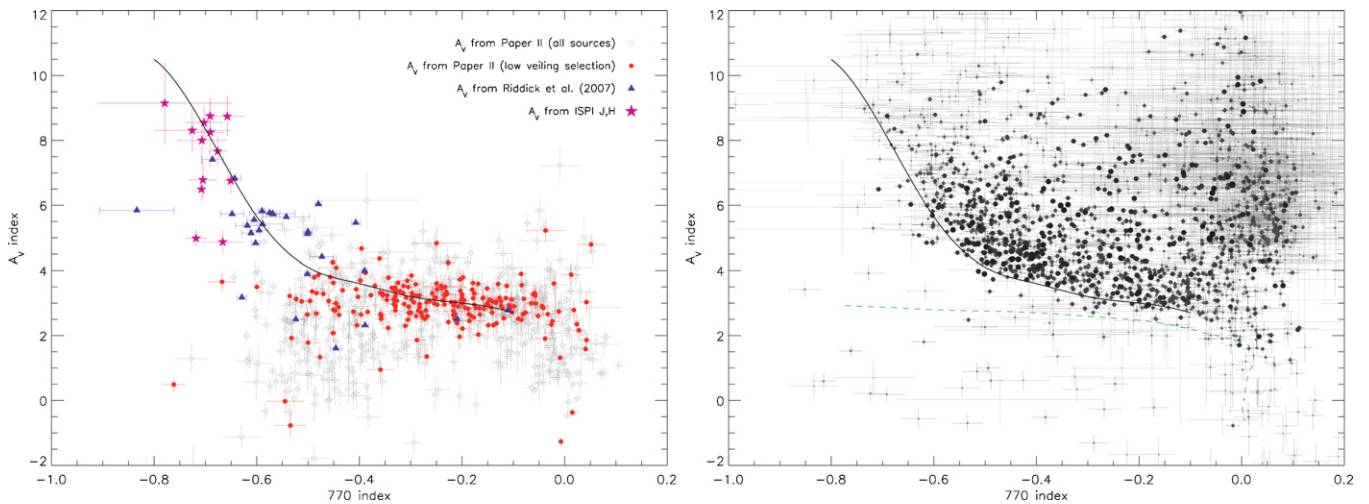 12
10
8
6
4
2
0
−2
A_v index
A_v from Paper II (all sources)
A_v from Paper II (low veiling selection)
A_v from Riddick et al. (2007)
A_v from ISPI J,H
−1.0 −0.8 −0.6 −0.4 −0.2 0.0 0.2
770 index
12
10
8
6
4
2
0
−2
A_v index
−1.0 −0.8 −0.6 −0.4 −0.2 0.0 0.2
770 index